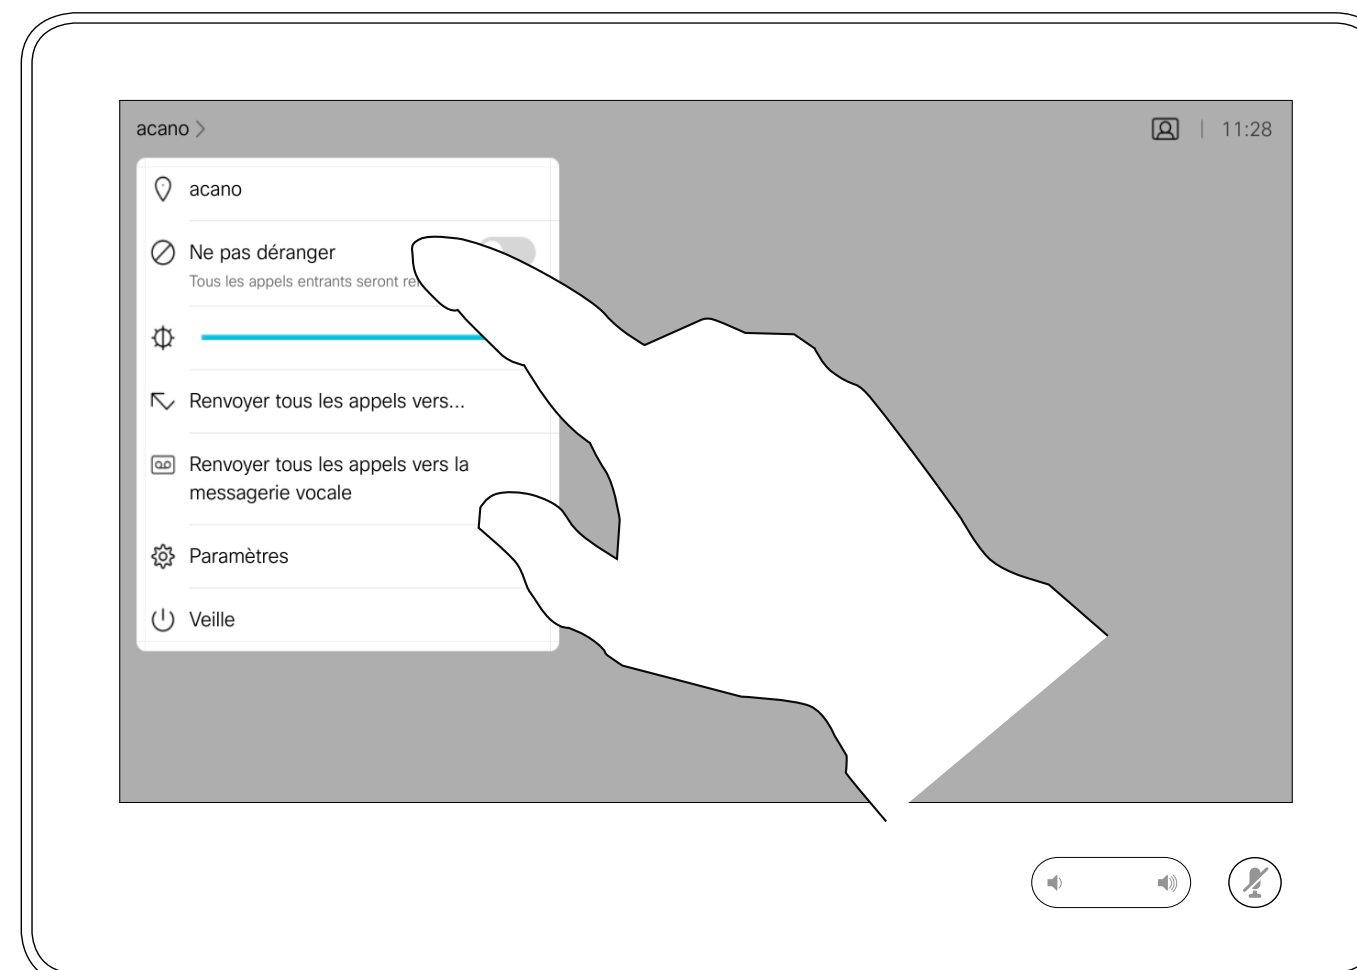 acano
11:28
acano
Ne pas déranger
Tous les appels entrants seront
Renvoyer tous les appels vers...
Renvoyer tous les appels vers la
messagerie vocale
Paramètres
Veille